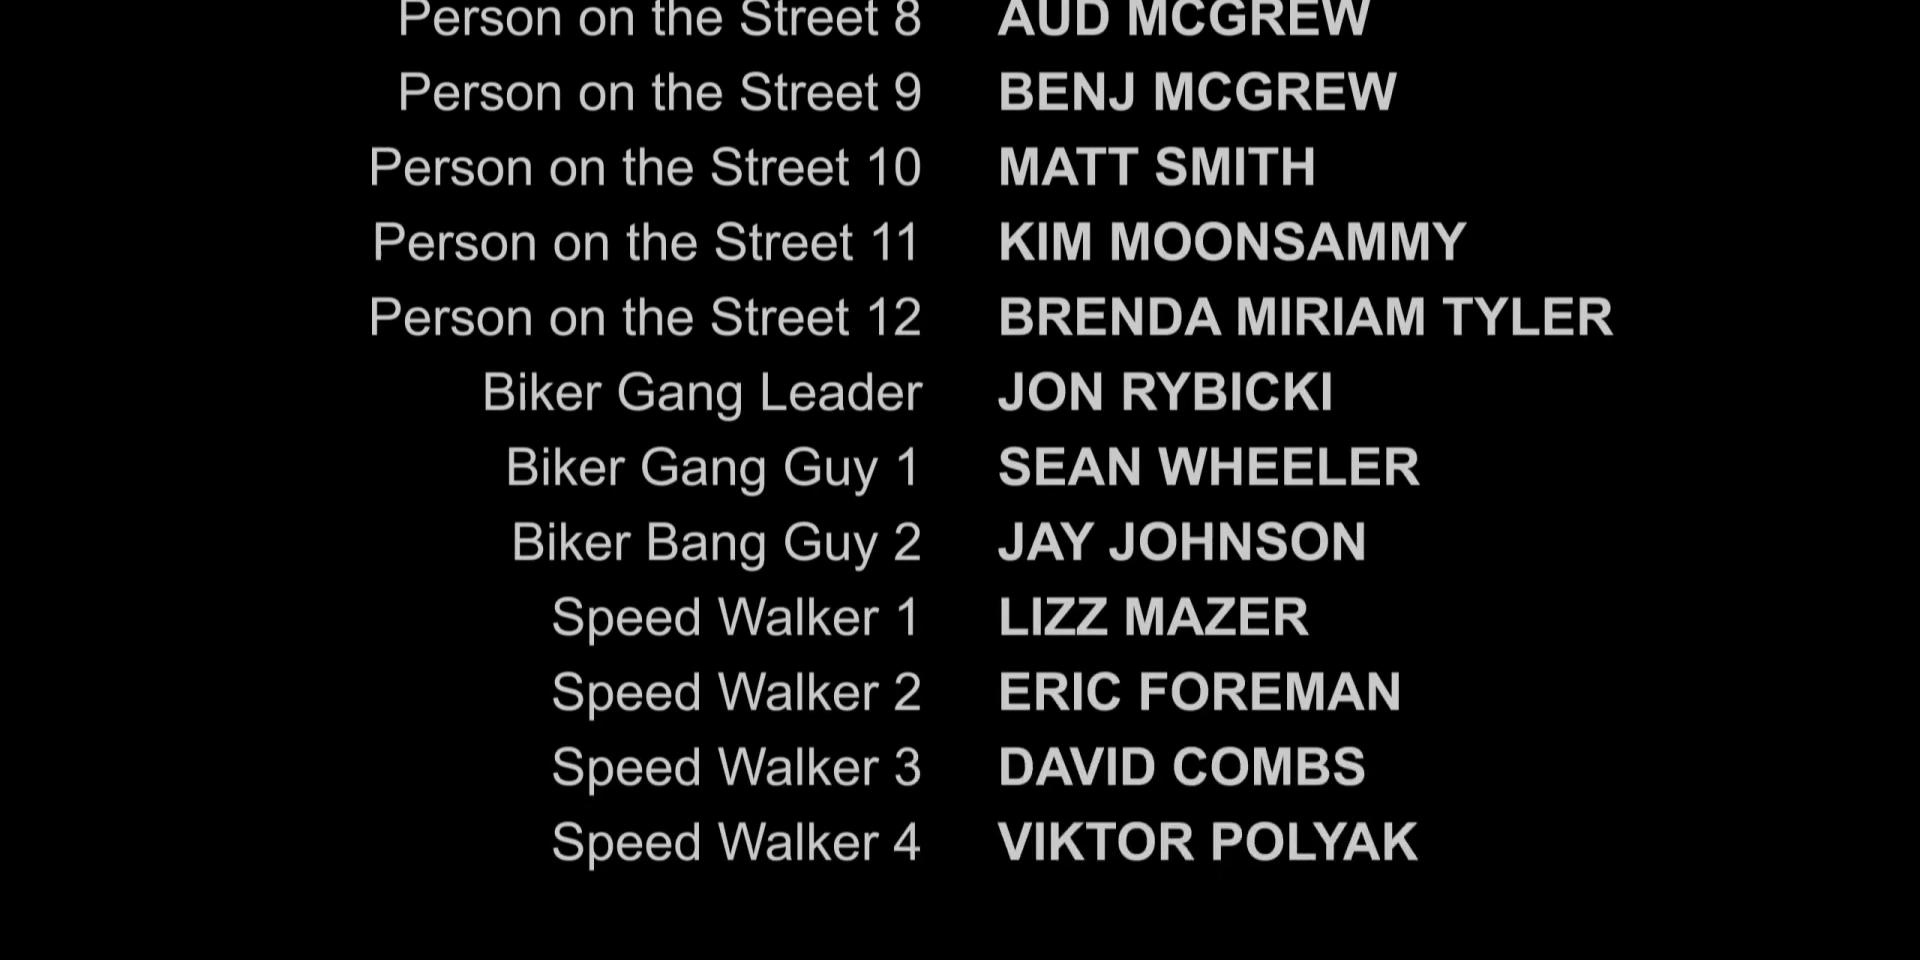 Person on the Street 8 AUD MCGREW
Person on the Street 9 BENJ MCGREW
Person on the Street 10 MATT SMITH
Person on the Street 11 KIM MOONSAMMY
Person on the Street 12 BRENDA MIRIAM TYLER
Biker Gang Leader JON RYBICKI
Biker Gang Guy 1 SEAN WHEELER
Biker Bang Guy 2 JAY JOHNSON
Speed Walker 1 LIZZ MAZER
Speed Walker 2 ERIC FOREMAN
Speed Walker 3 DAVID COMBS
Speed Walker 4 VIKTOR POLYAK